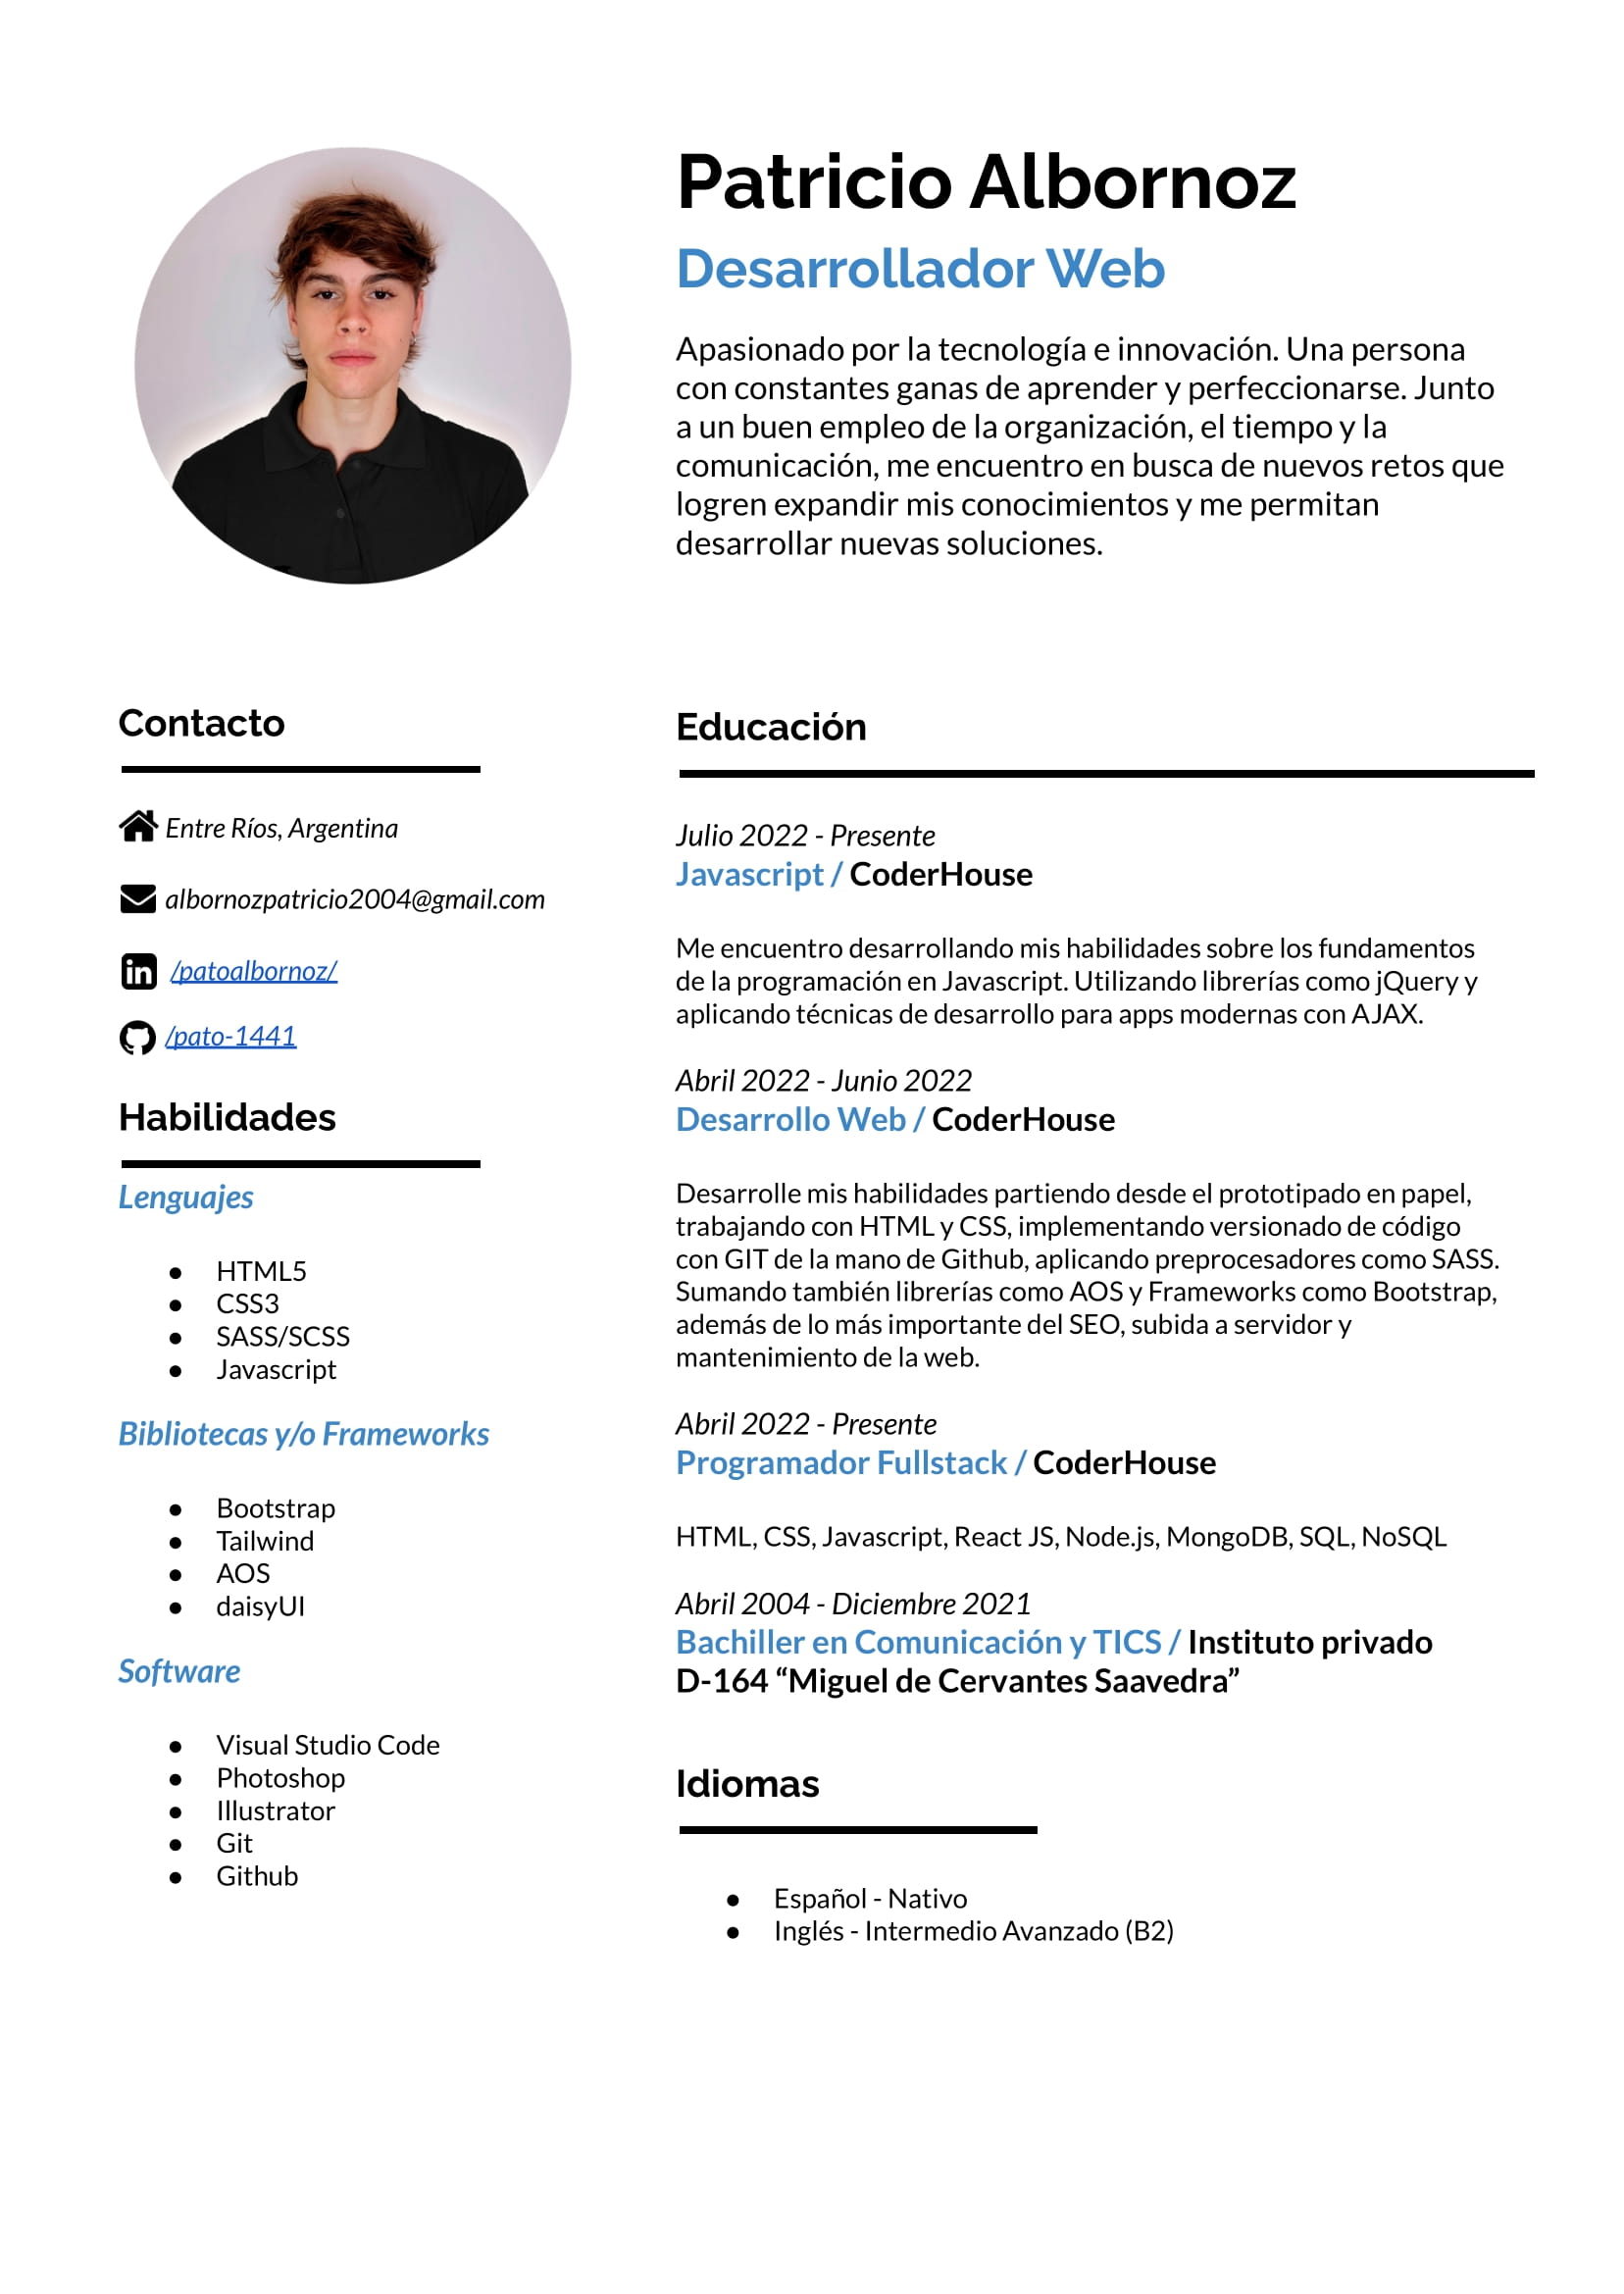 Patricio Albornoz
Desarrollador Web
Apasionado por la tecnología e innovación. Una persona
con constantes ganas de aprender y perfeccionarse. Junto
a un buen empleo de la organización, el tiempo y la
comunicación, me encuentro en busca de nuevos retos que
logren expandir mis conocimientos y me permitan
desarrollar nuevas soluciones.
Contacto
Entre Ríos, Argentina
albornozpatricio2004@gmail.com
in /patoalbornoz/
/pato-1441
Habilidades
Lenguajes
● HTML5
● CSS3
● SASS/SCSS
● Javascript
Bibliotecas y/o Frameworks
● Bootstrap
● Tailwind
● AOS
● daisyUI
Software
● Visual Studio Code
● Photoshop
● Illustrator
● Git
● Github
Educación
Julio 2022 - Presente
Javascript / CoderHouse
Me encuentro desarrollando mis habilidades sobre los fundamentos
de la programación en Javascript. Utilizando librerías como jQuery y
aplicando técnicas de desarrollo para apps modernas con AJAX.
Abril 2022 - Junio 2022
Desarrollo Web / CoderHouse
Desarrolle mis habilidades partiendo desde el prototipado en papel,
trabajando con HTML y CSS, implementando versionado de código
con GIT de la mano de Github, aplicando preprocesadores como SASS.
Sumando también librerías como AOS y Frameworks como Bootstrap,
además de lo más importante del SEO, subida a servidor y
mantenimiento de la web.
Abril 2022 - Presente
Programador Fullstack / CoderHouse
HTML, CSS, Javascript, React JS, Node.js, MongoDB, SQL, NoSQL
Abril 2004 - Diciembre 2021
Bachiller en Comunicación y TICS / Instituto privado
D-164 “Miguel de Cervantes Saavedra”
Idiomas
● Español - Nativo
● Inglés - Intermedio Avanzado (B2)